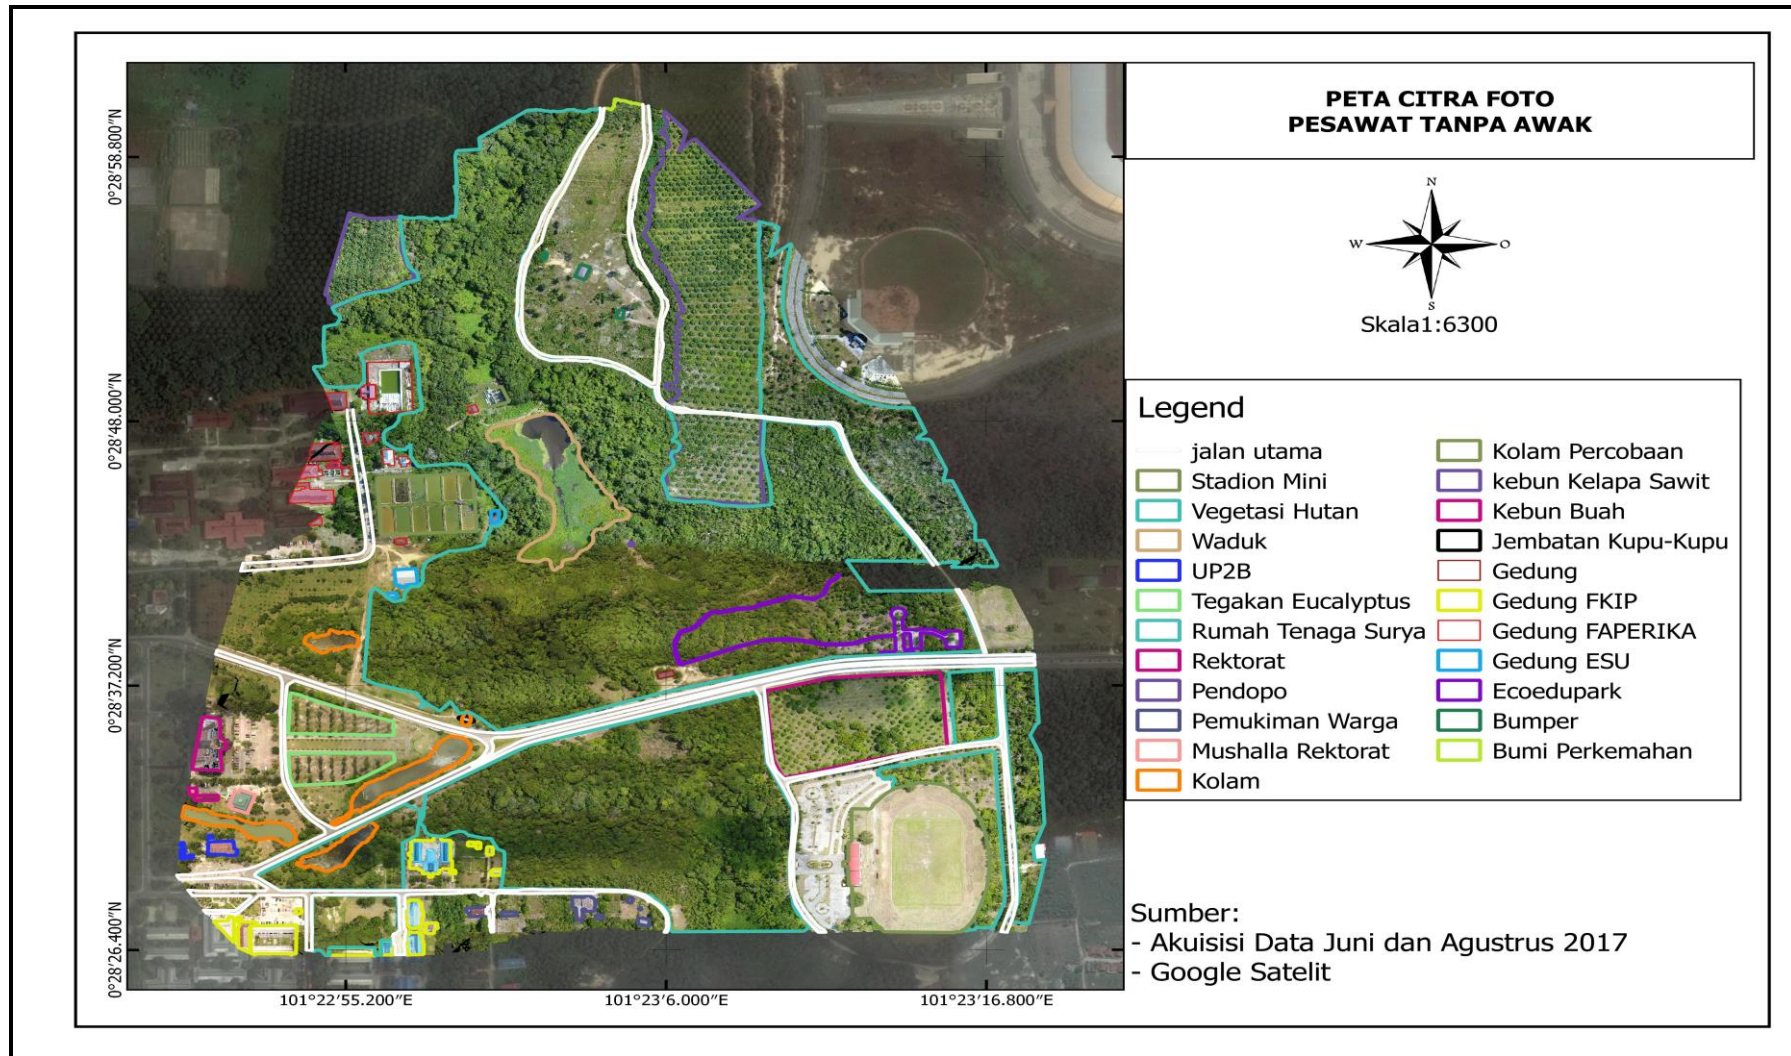 PETA CITRA FOTO
PESAWAT TANPA AWAK
N
W
O
S
Skala1:6300
Legend
jalan utama
Stadion Mini
Vegetasi Hutan
Waduk
UP2B
Tegakan Eucalyptus
Rumah Tenaga Surya
Rektorat
Pendopo
Pemukiman Warga
Mushalla Rektorat
Kolam
Kolam Percobaan
kebun Kelapa Sawit
Kebun Buah
Jembatan Kupu-Kupu
Gedung
Gedung FKIP
Gedung FAPERIKA
Gedung ESU
Ecoedupark
Bumper
Bumi Perkemahan
Sumber:
- Akuisisi Data Juni dan Agustrus 2017
- Google Satelit
0°28′58.800″N
0°28′48.000″N
0°28′37.200″N
0°28′26.400″N
101°22′55.200″E
101°23′6.000″E
101°23′16.800″E